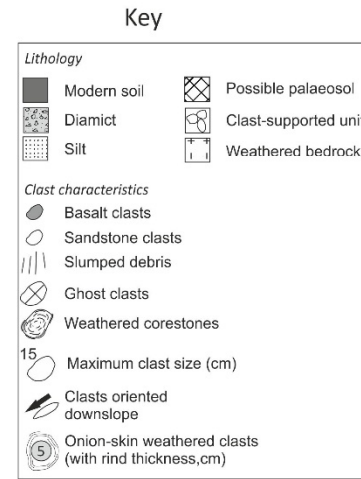 Key
Lithology
Modern soil
Diamict
Silt
Possible palaeosol
Clast-supported uni
Weathered bedrock
Clast characteristics
Basalt clasts
Sandstone clasts
Slumped debris
Ghost clasts
Weathered corestones
15
Maximum clast size (cm)
Clasts oriented
downslope
5
Onion-skin weathered clasts
(with rind thickness,cm)